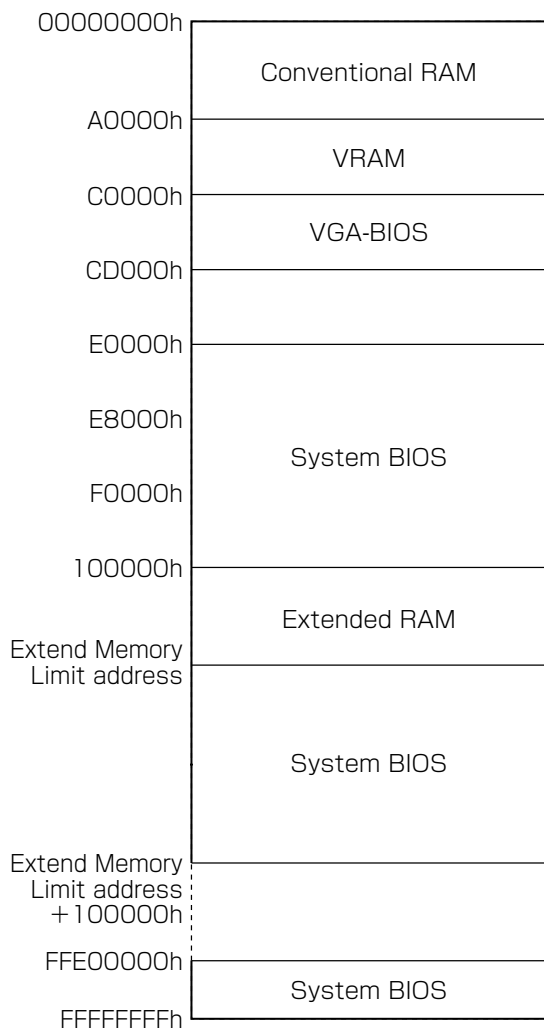 00000000h
Conventional RAM
A0000h
VRAM
C0000h
VGA-BIOS
CD000h
E0000h
E8000h
System BIOS
F0000h
100000h
Extended RAM
Extend Memory
Limit address
System BIOS
Extend Memory
Limit address
+100000h
FFE00000h
System BIOS
FFFFFFFFh